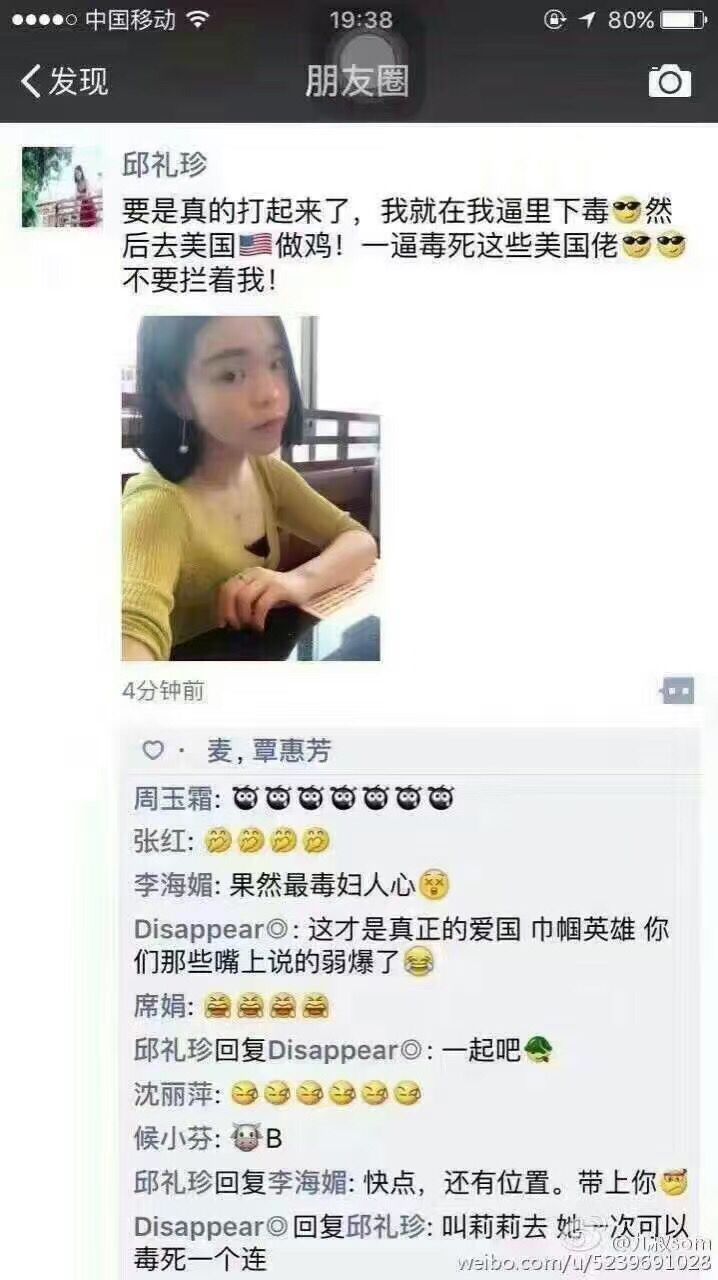 中国移动 19:38 80%
发现 朋友圈
邱礼珍
要是真的打起来了，我就在我逼里下毒😎然
后去美国🇺🇸做鸡！一逼毒死这些美国佬😎😎
不要拦着我！
4分钟前
麦, 覃惠芳
周玉霜:
张红:
李海媚: 果然最毒妇人心
Disappear◎: 这才是真正的爱国 巾帼英雄 你
们那些嘴上说的弱爆了😂
席娟:
邱礼珍回复Disappear◎: 一起吧
沈丽萍:
候小芬: 🐮B
邱礼珍回复李海媚: 快点，还有位置。带上你
Disappear◎回复邱礼珍: 叫莉莉去 她一次可以
毒死一个连
weibo.com/u/5239691028